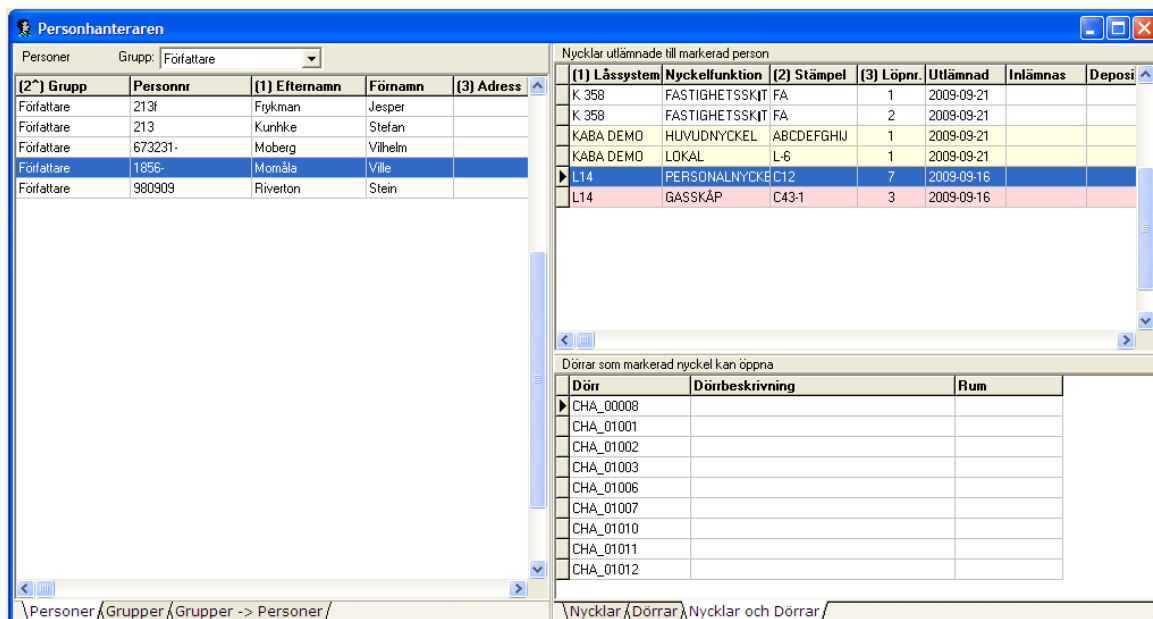 Personhanteraren
Personer Grupp: Författare
(2^) Grupp Personnr (1) Efternamn Förnamn (3) Adress
Författare 213f Frykman Jesper
Författare 213 Kunhke Stefan
Författare 673231- Moberg Vilhelm
Författare 1856- Momåla Ville
Författare 980909 Riverton Stein
Personer Grupper Grupper -> Personer
Nycklar utlämnade till markerad person
(1) Låssystem Nyckelfunktion (2) Stämpel (3) Löpnr. Utlämnad Inlämnas Deposi
K 358 FASTIGHETSSKÖT FA 1 2009-09-21
K 358 FASTIGHETSSKÖT FA 2 2009-09-21
KABA DEMO HUVUDNYCKEL ABCDEFGHIJ 1 2009-09-21
KABA DEMO LOKAL L-6 1 2009-09-21
L14 PERSONALNYCKE C12 7 2009-09-16
L14 GASSKÅP C43-1 3 2009-09-16
Dörrar som markerad nyckel kan öppna
Dörr Dörrbeskrivning Rum
CHA_00008
CHA_01001
CHA_01002
CHA_01003
CHA_01006
CHA_01007
CHA_01010
CHA_01011
CHA_01012
Nycklar Dörrar Nycklar och Dörrar